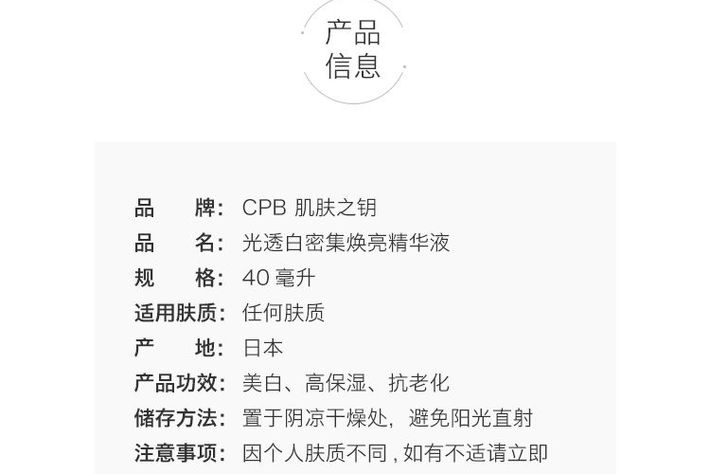 产品
信息
品 牌： CPB 肌肤之钥
品 名： 光透白密集焕亮精华液
规 格： 40 毫升
适用肤质： 任何肤质
产 地： 日本
产品功效： 美白、高保湿、抗老化
储存方法： 置于阴凉干燥处，避免阳光直射
注意事项： 因个人肤质不同 , 如有不适请立即